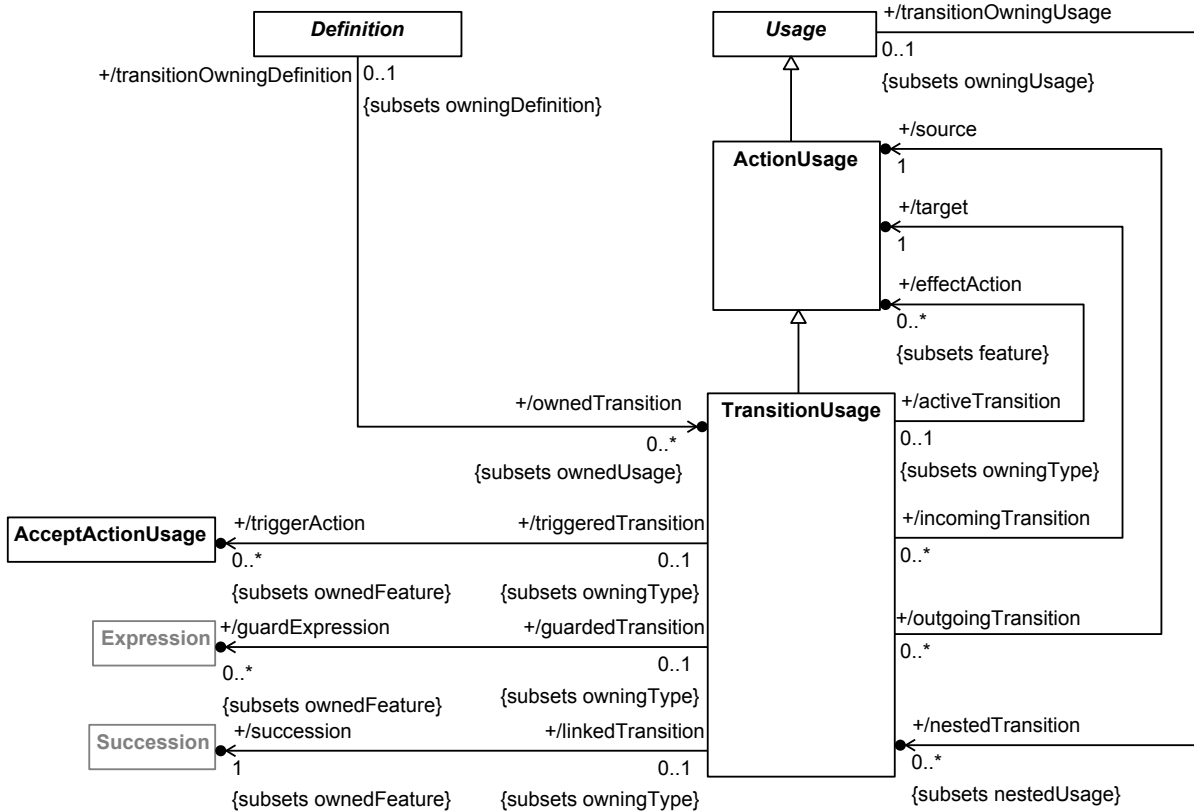 Definition
Usage
+/transitionOwningUsage
0..1
{subsets owningUsage}
+/transitionOwningDefinition
0..1
{subsets owningDefinition}
+/source
1
ActionUsage
+/target
1
+/effectAction
0..*
{subsets feature}
+/ownedTransition
0..*
{subsets ownedUsage}
TransitionUsage
+/activeTransition
0..1
{subsets owningType}
+/incomingTransition
0..*
AcceptActionUsage
+/triggerAction
0..*
{subsets ownedFeature}
+/triggeredTransition
0..1
{subsets owningType}
Expression
+/guardExpression
0..*
{subsets ownedFeature}
+/guardedTransition
0..1
{subsets owningType}
+/outgoingTransition
0..*
Succession
+/succession
1
{subsets ownedFeature}
+/linkedTransition
0..1
{subsets owningType}
+/nestedTransition
0..*
{subsets nestedUsage}